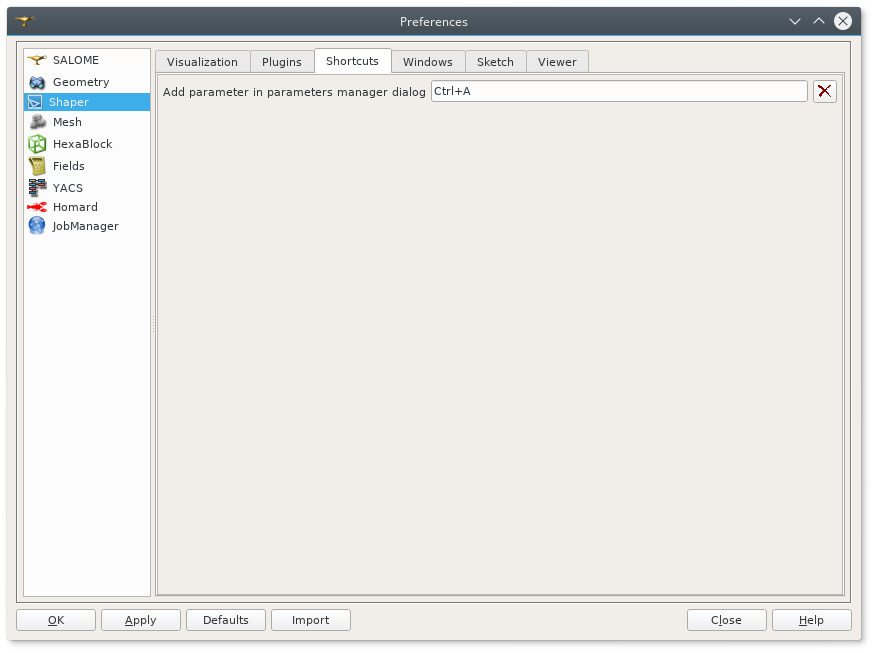 Preferences
SALOME
Geometry
Shaper
Mesh
HexaBlock
Fields
YACS
Homard
JobManager
Visualization Plugins Shortcuts Windows Sketch Viewer
Add parameter in parameters manager dialog Ctrl+A
OK Apply Defaults Import Close Help